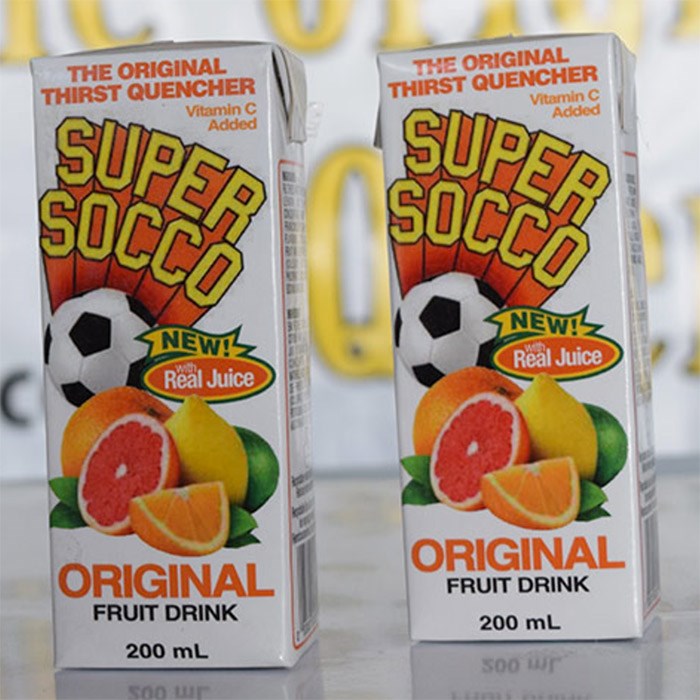 THE ORIGINAL
THIRST QUENCHER
Vitamin C
Added
SUPER
SOCCO
NEW!
with
Real Juice
ORIGINAL
FRUIT DRINK
200 mL
THE ORIGINAL
THIRST QUENCHER
Vitamin C
Added
SUPER
SOCCO
NEW!
with
Real Juice
ORIGINAL
FRUIT DRINK
200 mL